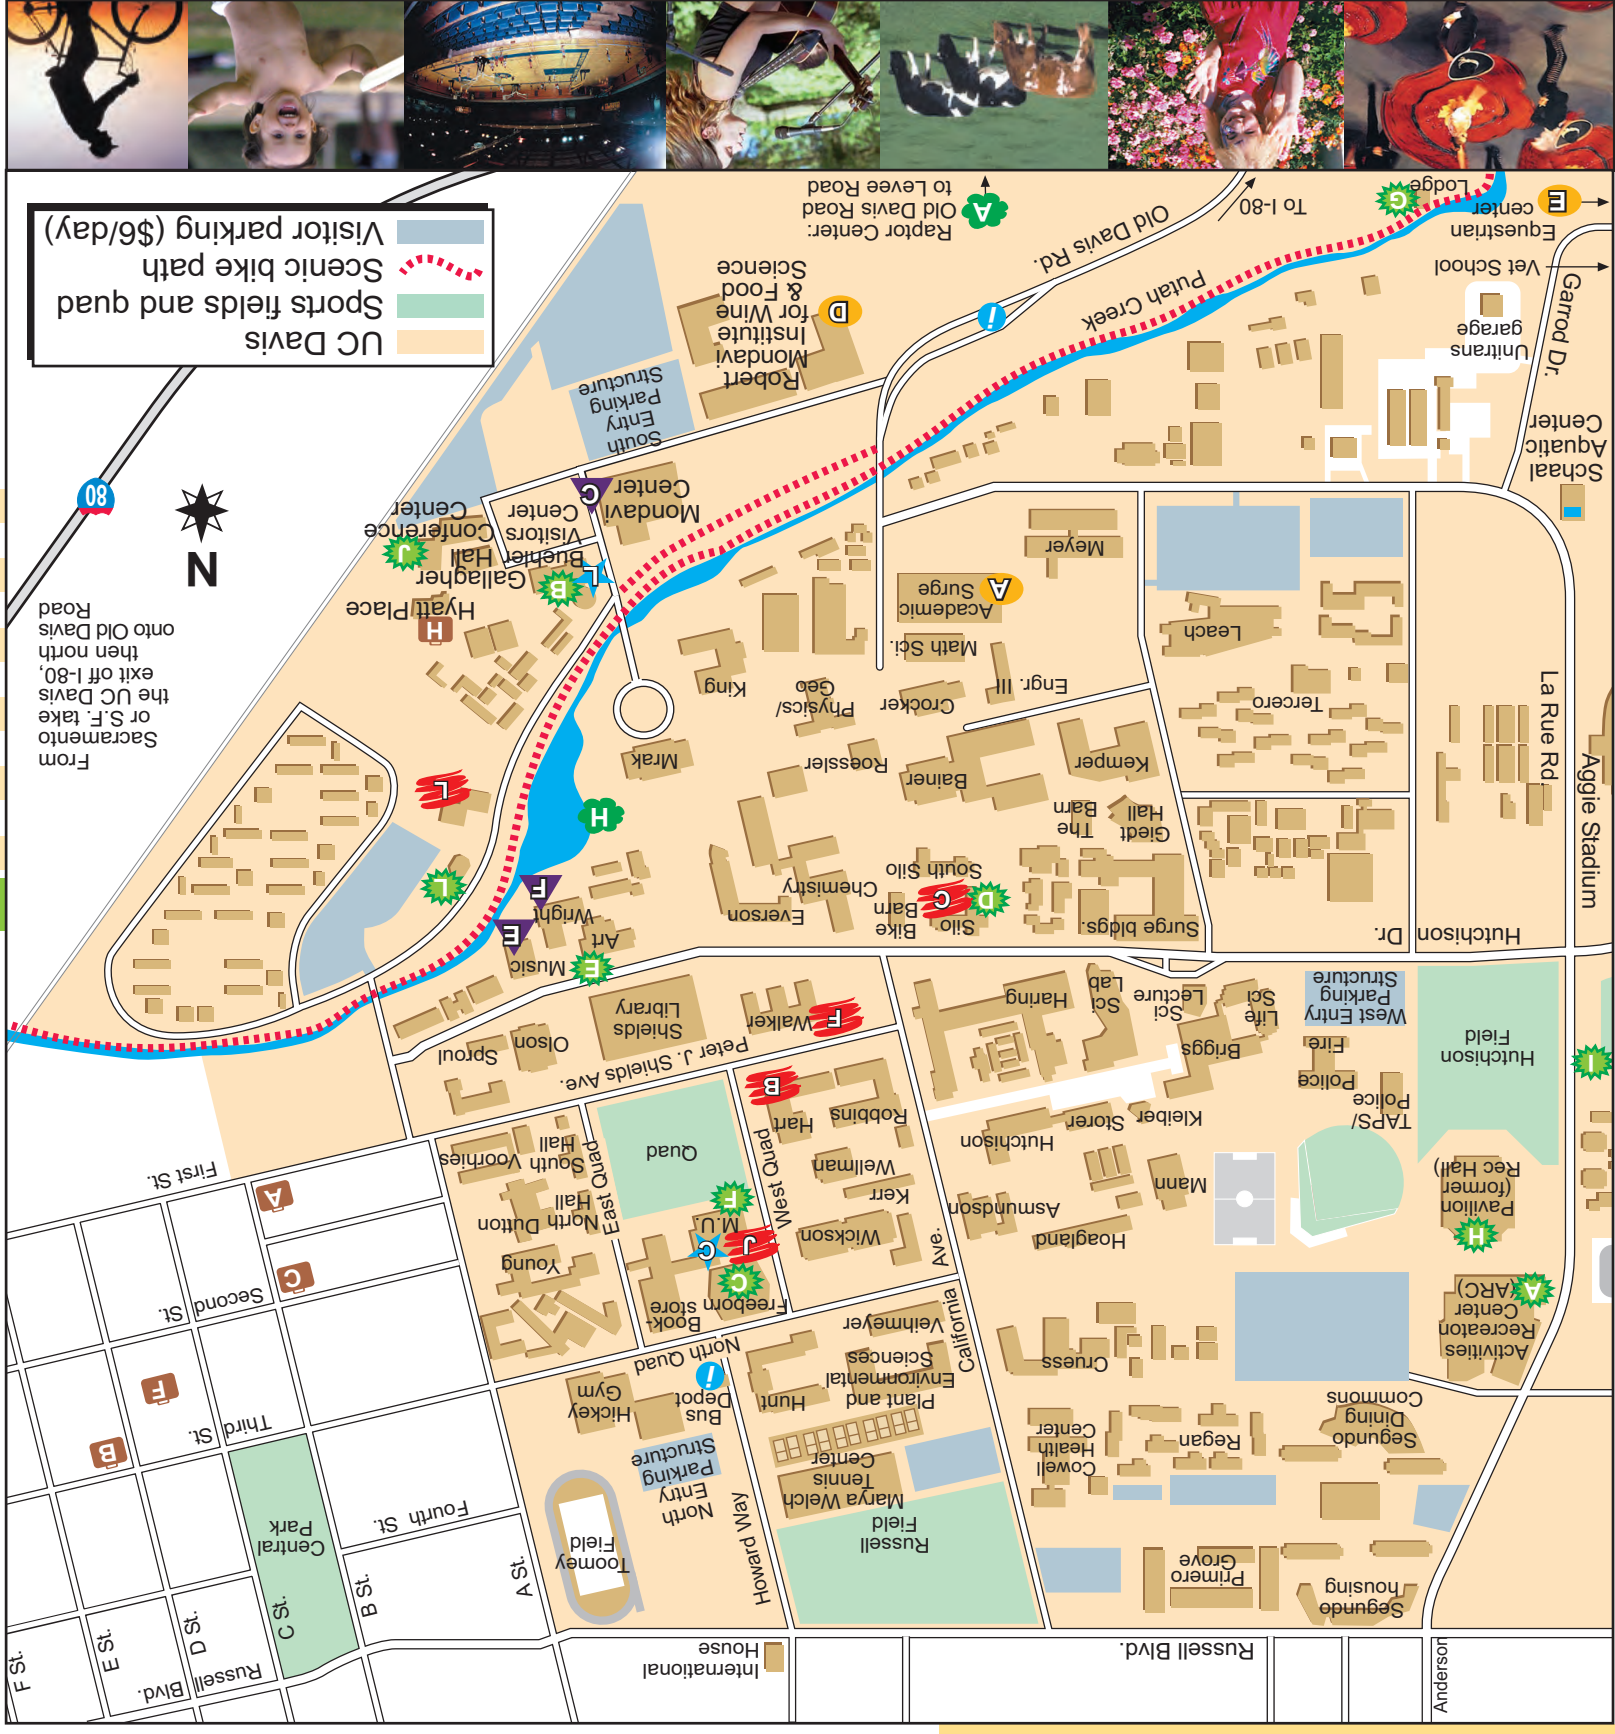 Anderson
Russell Blvd.
International
House
Russell Blvd.
F St.
E St.
D St.
C St.
B St.
A St.
Segundo
housing
Primero
Grove
Russell
Field
Howard Way
Toomey
Field
Central
Park
Fourth St.
Third St.
Second St.
First St.
Segundo
Dining
Commons
Regan
Cowell
Health
Center
Marya Welch
Tennis
Center
North
Entry
Parking
Structure
Activities
Recreaton
Center
(ARC)
A
Cruess
California
Ave.
Plant and
Environmental
Sciences
Veihmeyer
Hunt
Bus
Depot
i
Hickey
Gym
North Quad
B
F
C
A
H
Pavilion
(former
Rec Hall)
Hoagland
Asmundson
Mann
Wickson
Kerr
Wellman
Robbins
Hart
B
West Quad
Freeborn
C
J
C
M.U.
F
Book-
store
Quad
East Quad
Young
Dutton
North
Hall
South
Hall
Voorhies
I
Hutchison
Field
TAPS/
Police
Police
Fire
West Entry
Parking
Structure
Kleiber
Storer
Hutchison
Briggs
Life
Sci
Sci
Lecture
Sci
Lab
Haring
F
Walker
Peter J. Shields Ave.
Shields
Library
Olson
Sproul
Hutchison Dr.
Aggie Stadium
La Rue Rd.
Surge bldgs.
Silo
D
C
South Silo
Bike
Barn
Chemistry
Everson
Music
E
Art
Wright
E
F
L
L
H
Giedt
Hall
The
Barn
Kemper
Bainer
Roessler
Mrak
Tercero
Engr. III
Crocker
Physics/
Geo
King
Leach
Math Sci.
Academic
Surge
A
Meyer
Hyatt Place
H
Gallagher
Hall
B
L
Buehler
Visitors
Center
Conference
Center
J
Mondavi
Center
C
From
Sacramento
or S.F. take
the UC Davis
exit off I-80,
then north
onto Old Davis
Road
N
80
Schaal
Aquatic
Center
Garrod Dr.
Unitrans
garage
Vet School
Equestrian
center
E
Lodge
G
Putah Creek
i
Old Davis Rd.
To I-80
Raptor Center:
Old Davis Road
to Levee Road
A
South
Entry
Parking
Structure
Robert
Mondavi
Institute
for Wine
& Food
Science
D
UC Davis
Sports fields and quad
Scenic bike path
Visitor parking ($6/day)